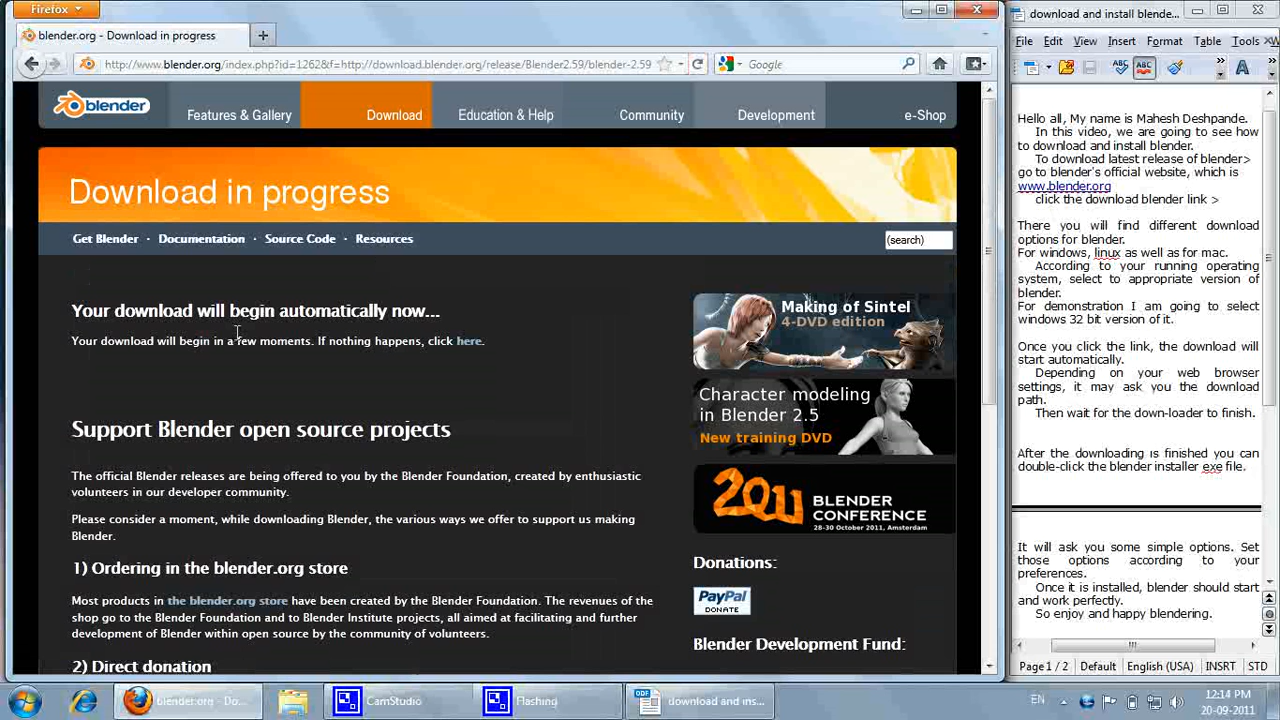 Firefox
blender.org - Download in progress
http://www.blender.org/index.php?id=1262&f=http://download.blender.org/release/Blender2.59/blender-2.59
Google
blender
Features & Gallery
Download
Education & Help
Community
Development
e-Shop
Download in progress
Get Blender · Documentation · Source Code · Resources
(search)
Your download will begin automatically now...
Your download will begin in a few moments. If nothing happens, click here.
Support Blender open source projects
The official Blender releases are being offered to you by the Blender Foundation, created by enthusiastic
volunteers in our developer community.
Please consider a moment, while downloading Blender, the various ways we offer to support us making
Blender.
1) Ordering in the blender.org store
Most products in the blender.org store have been created by the Blender Foundation. The revenues of the
shop go to the Blender Foundation and to Blender Institute projects, all aimed at facilitating and further
development of Blender within open source by the community of volunteers.
2) Direct donation
Making of Sintel
4-DVD edition
Character modeling
in Blender 2.5
New training DVD
2011 BLENDER
CONFERENCE
28-30 October 2011, Amsterdam
Donations:
PayPal
DONATE
Blender Development Fund:
download and install blende...
File Edit View Insert Format Table Tools
Hello all, My name is Mahesh Deshpande.
In this video, we are going to see how
to download and install blender.
To download latest release of blender>
go to blender's official website, which is
www.blender.org
click the download blender link >
There you will find different download
options for blender.
For windows, linux as well as for mac.
According to your running operating
system, select to appropriate version of
blender.
For demonstration I am going to select
windows 32 bit version of it.
Once you click the link, the download will
start automatically.
Depending on your web browser
settings, it may ask you the download
path.
Then wait for the down-loader to finish.
After the downloading is finished you can
double-click the blender installer exe file.
It will ask you some simple options. Set
those options according to your
preferences.
Once it is installed, blender should start
and work perfectly.
So enjoy and happy blendering.
Page1 / 2 Default English (USA) INSRT STD
blender.org - Do...
CamStudio
Flashing
ODF
download and ins...
EN
12:14 PM
20-09-2011